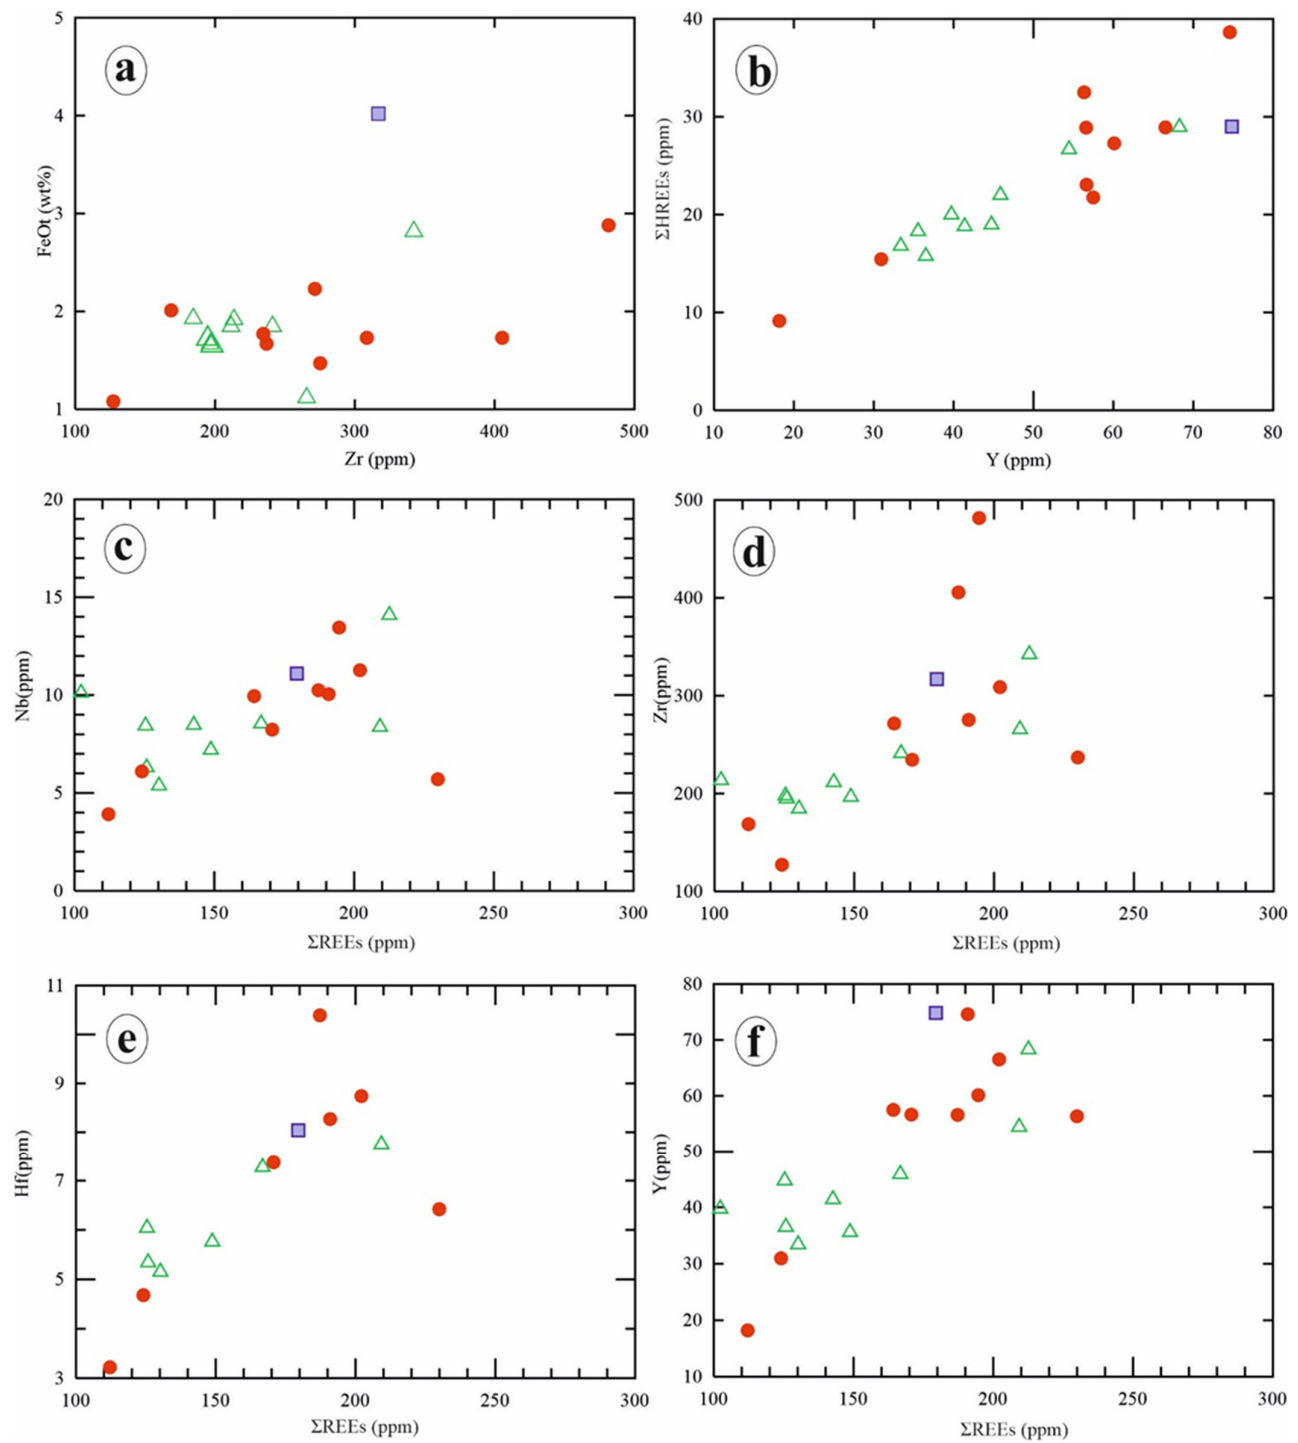 a
5
4
3
2
1
FeOt (wt%)
100 200 300 400 500
Zr (ppm)
b
40
30
20
10
0
ΣHREEs (ppm)
10 20 30 40 50 60 70 80
Y (ppm)
c
20
15
10
5
0
Nb(ppm)
100 150 200 250 300
ΣREEs (ppm)
d
500
400
300
200
100
Zr(ppm)
100 150 200 250 300
ΣREEs (ppm)
e
11
9
7
5
3
Hf(ppm)
100 150 200 250 300
ΣREEs (ppm)
f
80
70
60
50
40
30
20
10
Y(ppm)
100 150 200 250 300
ΣREEs (ppm)